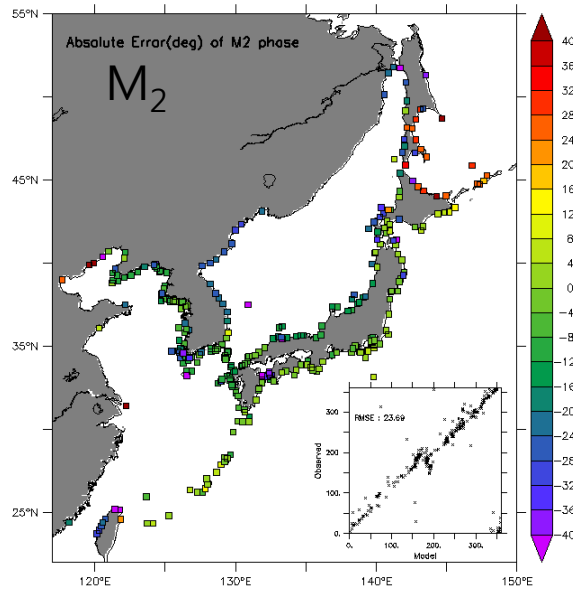 55°N
Absolute Error(deg) of M2 phase
M2
45°N
35°N
25°N
120°E
130°E
140°E
150°E
RMSE : 23.69
Observed
300.
200.
100.
0.
0.
100.
200.
300.
Model
40
36
32
28
24
20
16
12
8
4
0
-4
-8
-12
-16
-20
-24
-28
-32
-36
-40